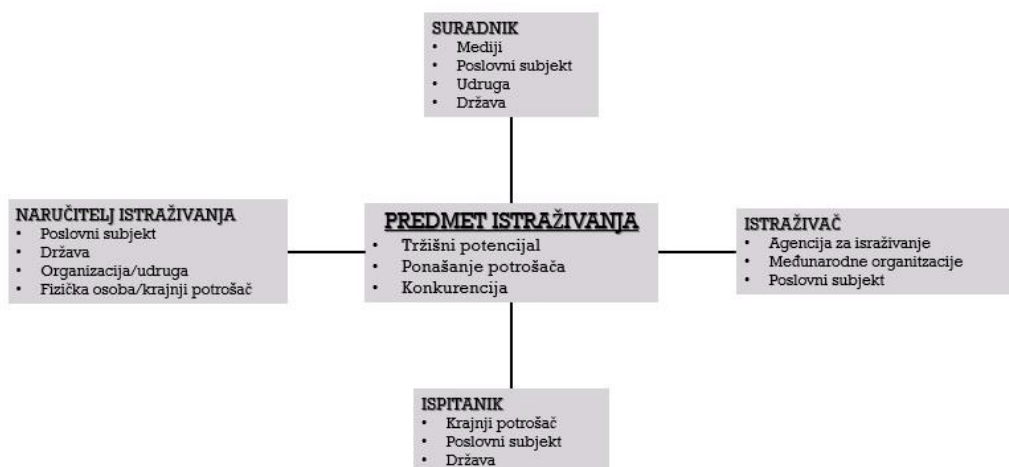 SURADNIK
• Mediji
• Poslovni subjekt
• Udruga
• Država
NARUČITELJ ISTRAŽIVANJA
• Poslovni subjekt
• Država
• Organizacija/udruga
• Fizička osoba/krajnji potrošač
PREDMET ISTRAŽIVANJA
• Tržišni potencijal
• Ponašanje potrošača
• Konkurencija
ISTRAŽIVAČ
• Agencija za israživanje
• Međunarodne organitzacije
• Poslovni subjekt
ISPITANIK
• Krajnji potrošač
• Poslovni subjekt
• Država